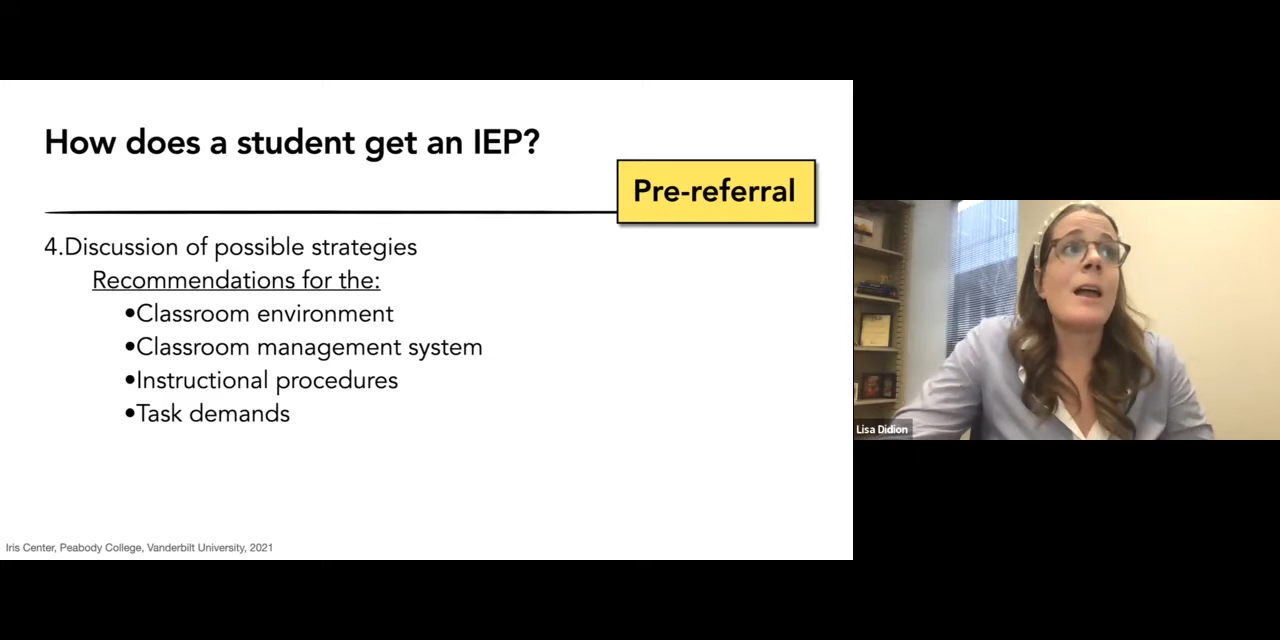 How does a student get an IEP?
Pre-referral
4.Discussion of possible strategies
Recommendations for the:
•Classroom environment
•Classroom management system
•Instructional procedures
•Task demands
Iris Center, Peabody College, Vanderbilt University, 2021
Lisa Didion